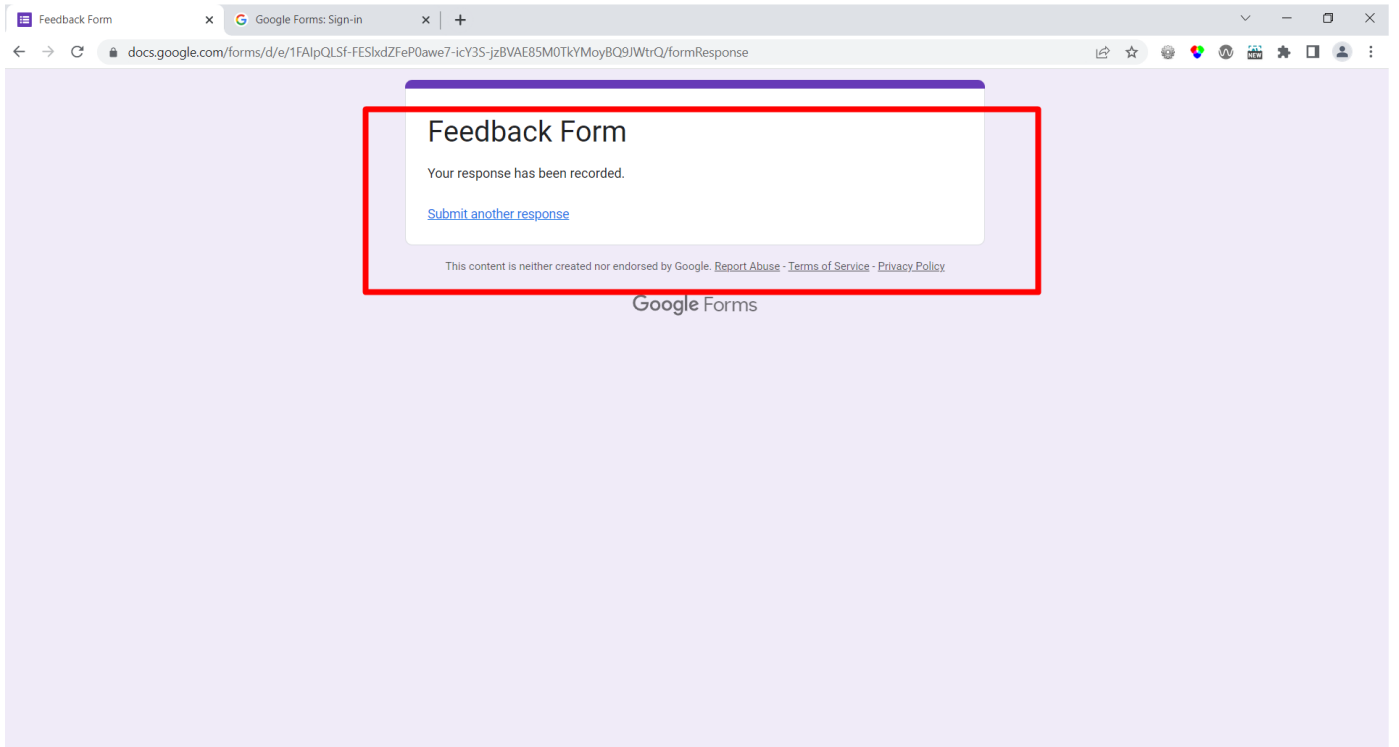 Feedback Form
Google Forms: Sign-in
docs.google.com/forms/d/e/1FAIpQLSf-FESlxdZFeP0awe7-icY3S-jzBVAE85M0TkYMoyBQ9JWtrQ/formResponse
NEW
Feedback Form
Your response has been recorded.
Submit another response
This content is neither created nor endorsed by Google. Report Abuse - Terms of Service - Privacy Policy
Google Forms